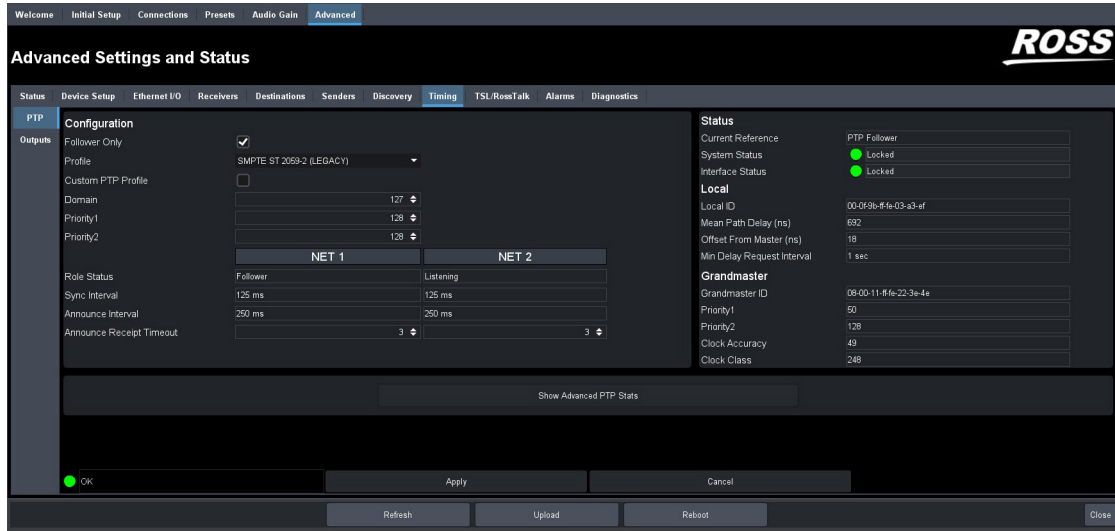 Welcome Initial Setup Connections Presets Audio Gain Advanced
Advanced Settings and Status
ROSS
Status Device Setup Ethernet I/O Receivers Destinations Senders Discovery Timing TSL/RossTalk Alarms Diagnostics
PTP
Outputs
Configuration
Follower Only
Profile SMPTE ST 2059-2 (LEGACY)
Custom PTP Profile
Domain 127
Priority1 128
Priority2 128
NET 1 NET 2
Role Status Follower Listening
Sync Interval 125 ms 125 ms
Announce Interval 250 ms 250 ms
Announce Receipt Timeout 3 3
Status
Current Reference PTP Follower
System Status Locked
Interface Status Locked
Local
Local ID 00-0f-9b-ff-fe-03-a3-ef
Mean Path Delay (ns) 692
Offset From Master (ns) 18
Min Delay Request Interval 1 sec
Grandmaster
Grandmaster ID 08-00-11-ff-fe-22-3e-4e
Priority1 50
Priority2 128
Clock Accuracy 49
Clock Class 248
Show Advanced PTP Stats
OK Apply Cancel
Refresh Upload Reboot Close